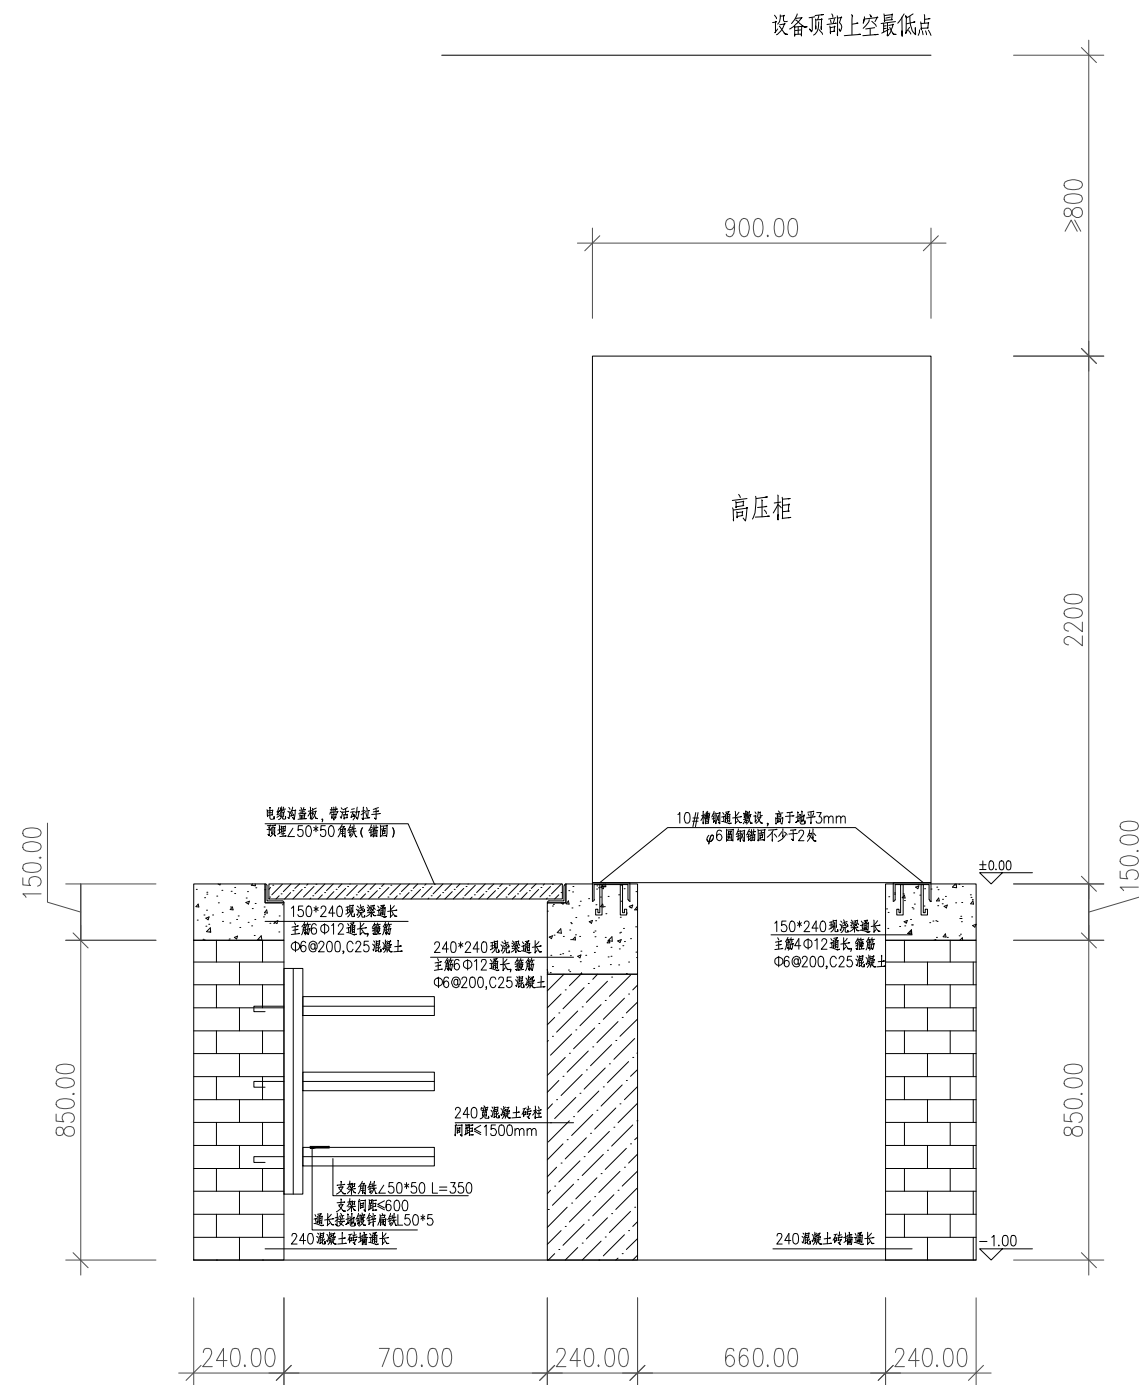 设备顶部上空最低点
≥800
900.00
高压柜
2200
电缆沟盖板，带活动拉手
预埋∠50*50角铁（锚固）
10#槽钢通长敷设，高于地平3mm
φ6圆钢锚固不少于2处
150.00
150.00
±0.00
150*240现浇梁通长
主筋6Φ12通长,箍筋
Φ6@200,C25混凝土
240*240现浇梁通长
主筋6Φ12通长,箍筋
Φ6@200,C25混凝土
150*240现浇梁通长
主筋4Φ12通长,箍筋
Φ6@200,C25混凝土
850.00
850.00
240宽混凝土砖柱
间距≤1500mm
支架角铁∠50*50 L=350
支架间距≤600
通长接地镀锌扁铁L50*5
240混凝土砖墙通长
240混凝土砖墙通长
-1.00
240.00
700.00
240.00
660.00
240.00